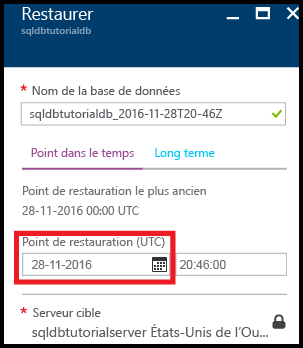 Restaurer
sqldbtutorialdb
* Nom de la base de données
sqldbtutorialdb_2016-11-28T20-46Z
Point dans le temps Long terme
Point de restauration le plus ancien
28-11-2016 00:00 UTC
Point de restauration (UTC)
28-11-2016 20:46:00
* Serveur cible
sqldbtutorialserver États-Unis de l’Ou...